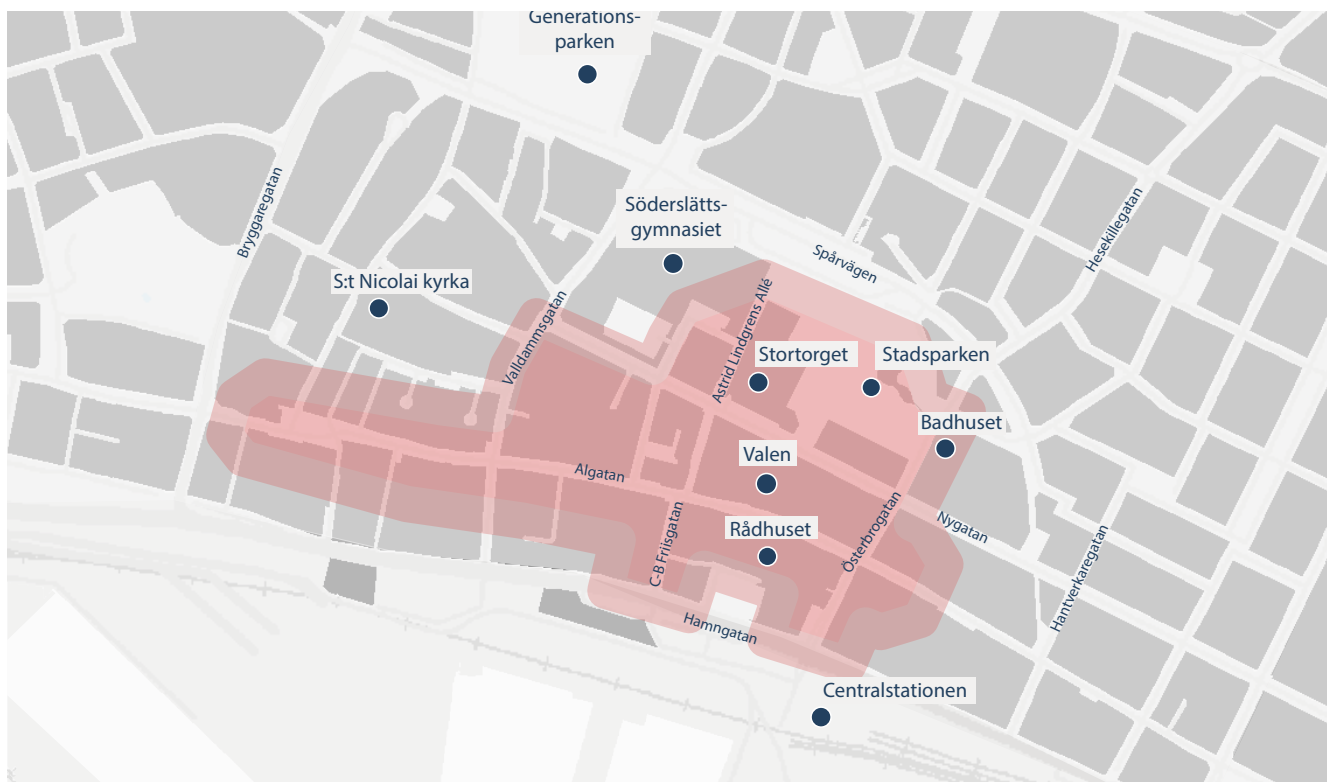 Generations-
parken
Söderslätts-
gymnasiet
Spårvägen
Hesekillegatan
Bryggaregatan
S:t Nicolai kyrka
Valldammsgatan
Astrid Lindgrens Allé
Stortorget
Stadsparken
Badhuset
Valen
Algatan
Rådhuset
C-B Friisgatan
Österbrogatan
Nygatan
Hantverkaregatan
Hamngatan
Centralstationen